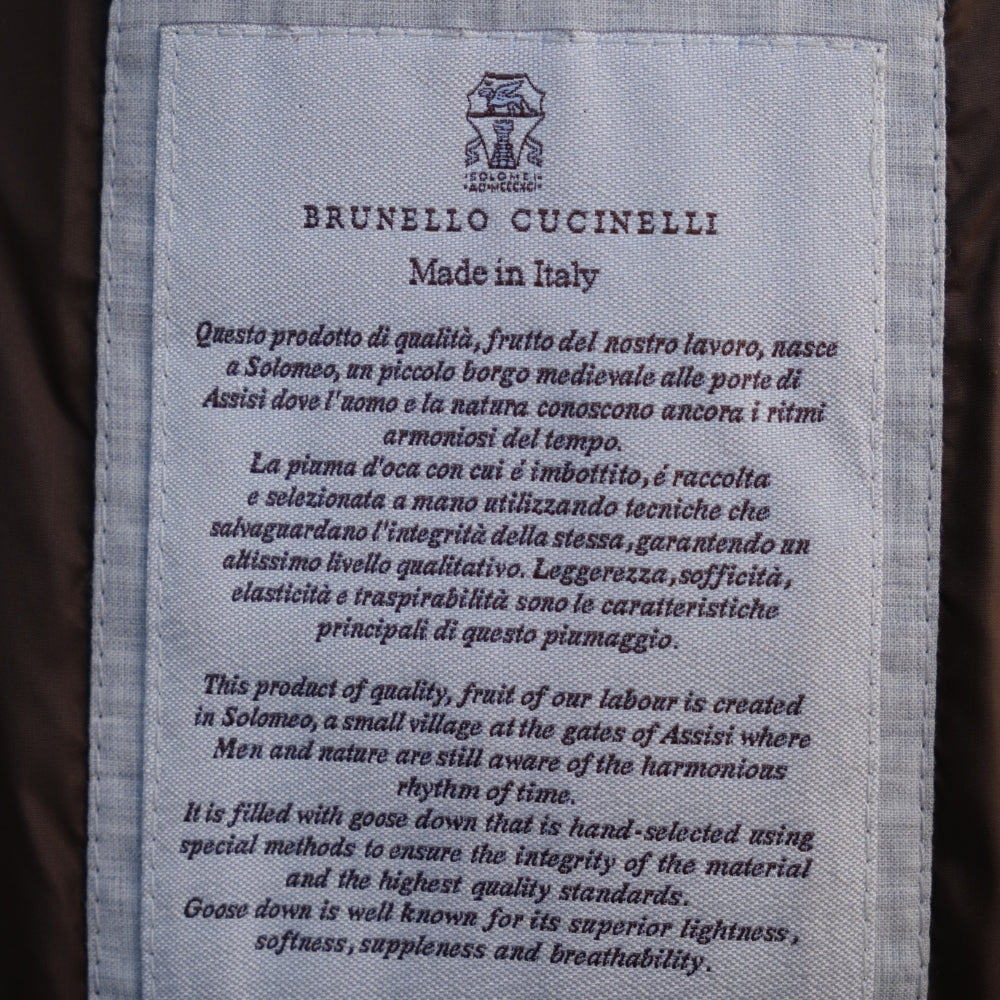 SOLOMEI
AD MCCCXCI
BRUNELLO CUCINELLI
Made in Italy
Questo prodotto di qualità, frutto del nostro lavoro, nasce
a Solomeo, un piccolo borgo medievale alle porte di
Assisi dove l'uomo e la natura conoscono ancora i ritmi
armoniosi del tempo.
La piuma d'oca con cui é imbottito, é raccolta
e selezionata a mano utilizzando tecniche che
salvaguardano l'integrità della stessa, garantendo un
altissimo livello qualitativo. Leggerezza, sofficità,
elasticità e traspirabilità sono le caratteristiche
principali di questo piumaggio.
This product of quality, fruit of our labour is created
in Solomeo, a small village at the gates of Assisi where
Men and nature are still aware of the harmonious
rhythm of time.
It is filled with goose down that is hand-selected using
special methods to ensure the integrity of the material
and the highest quality standards.
Goose down is well known for its superior lightness,
softness, suppleness and breathability.